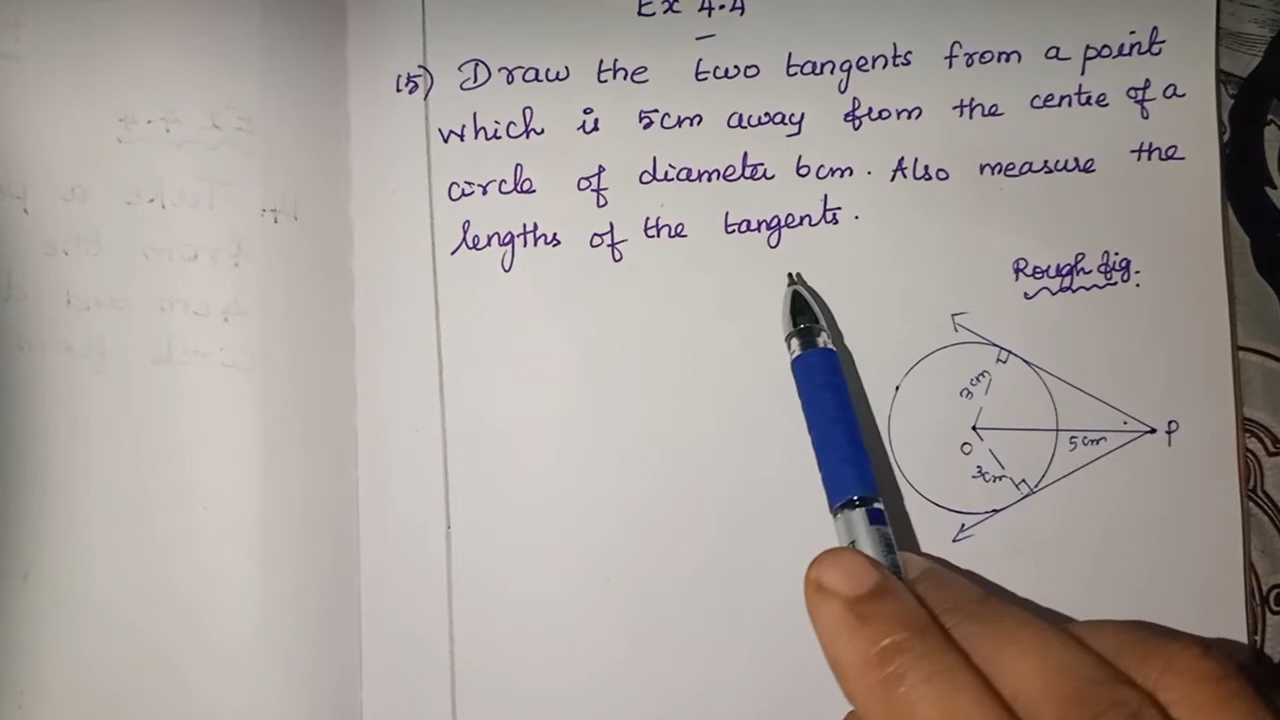 Ex 4.4
15) Draw the two tangents from a point
which is 5cm away from the centre of a
circle of diameter 6cm. Also measure the
lengths of the tangents.
Rough fig.
3cm
O
5cm
P
3cm